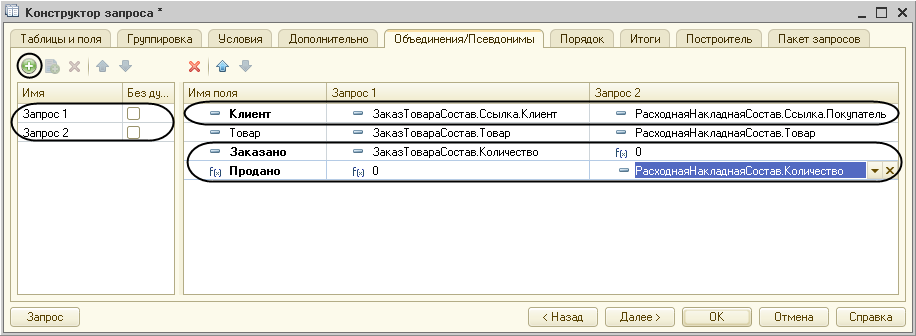 Конструктор запроса *
Таблицы и поля Группировка Условия Дополнительно Объединения/Псевдонимы Порядок Итоги Построитель Пакет запросов
Имя Без ду... Имя поля Запрос 1 Запрос 2
Запрос 1 Клиент ЗаказТовараСостав.Ссылка.Клиент РасходнаяНакладнаяСостав.Ссылка.Покупатель
Запрос 2 Товар ЗаказТовараСостав.Товар РасходнаяНакладнаяСостав.Товар
Заказано ЗаказТовараСостав.Количество f(x) 0
f(x) Продано f(x) 0 РасходнаяНакладнаяСостав.Количество
Запрос < Назад Далее > OK Отмена Справка